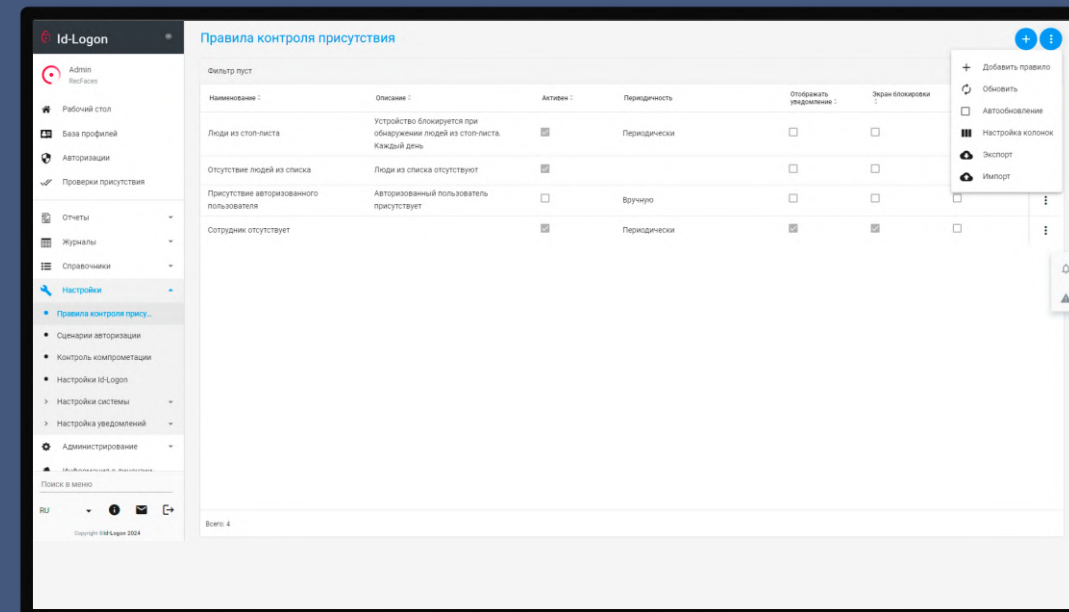 Id-Logon
Правила контроля присутствия
Admin
RecFaces
Рабочий стол
База профилей
Авторизации
Проверки присутствия
Отчеты
Журналы
Справочники
Настройки
Правила контроля прису...
Сценарии авторизации
Контроль компрометации
Настройки Id-Logon
Настройки системы
Настройка уведомлений
Администрирование
Поиск в меню
RU
Copyright ©Id-Logon 2024
Фильтр пуст
Наименование
Описание
Активен
Периодичность
Отображать
уведомление
Экран блокировки
Люди из стоп-листа
Устройство блокируется при
обнаружении людей из стоп-листа.
Каждый день
Периодически
Отсутствие людей из списка
Люди из списка отсутствуют
Присутствие авторизованного
пользователя
Авторизованный пользователь
присутствует
Вручную
Сотрудник отсутствует
Периодически
Всего: 4
Добавить правило
Обновить
Автообновление
Настройка колонок
Экспорт
Импорт